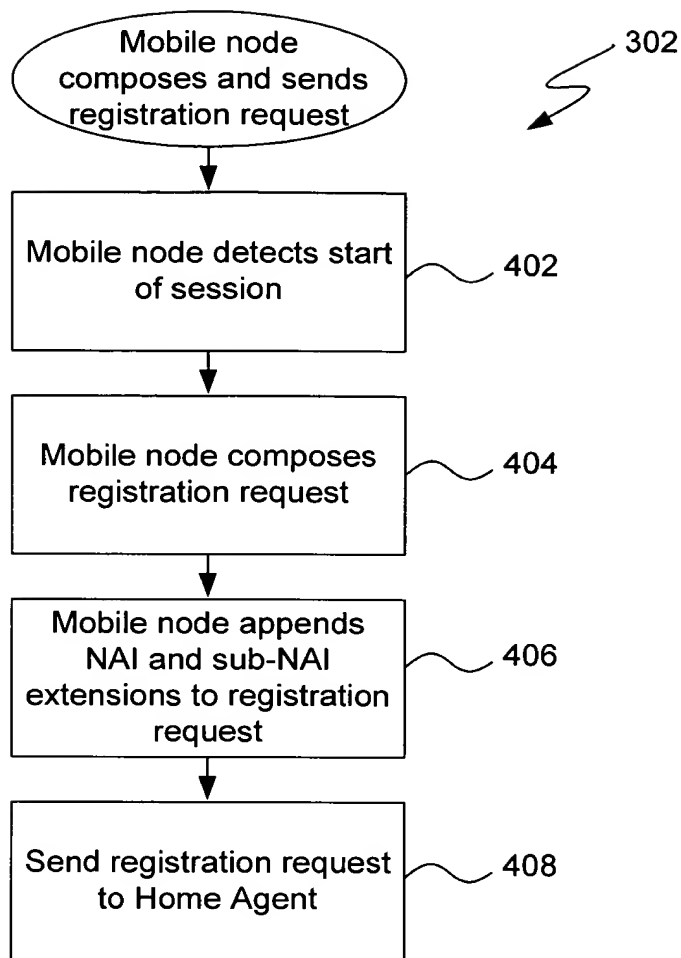 Mobile node
composes and sends
registration request
302
Mobile node detects start
of session
402
Mobile node composes
registration request
404
Mobile node appends
NAI and sub-NAI
extensions to registration
request
406
Send registration request
to Home Agent
408